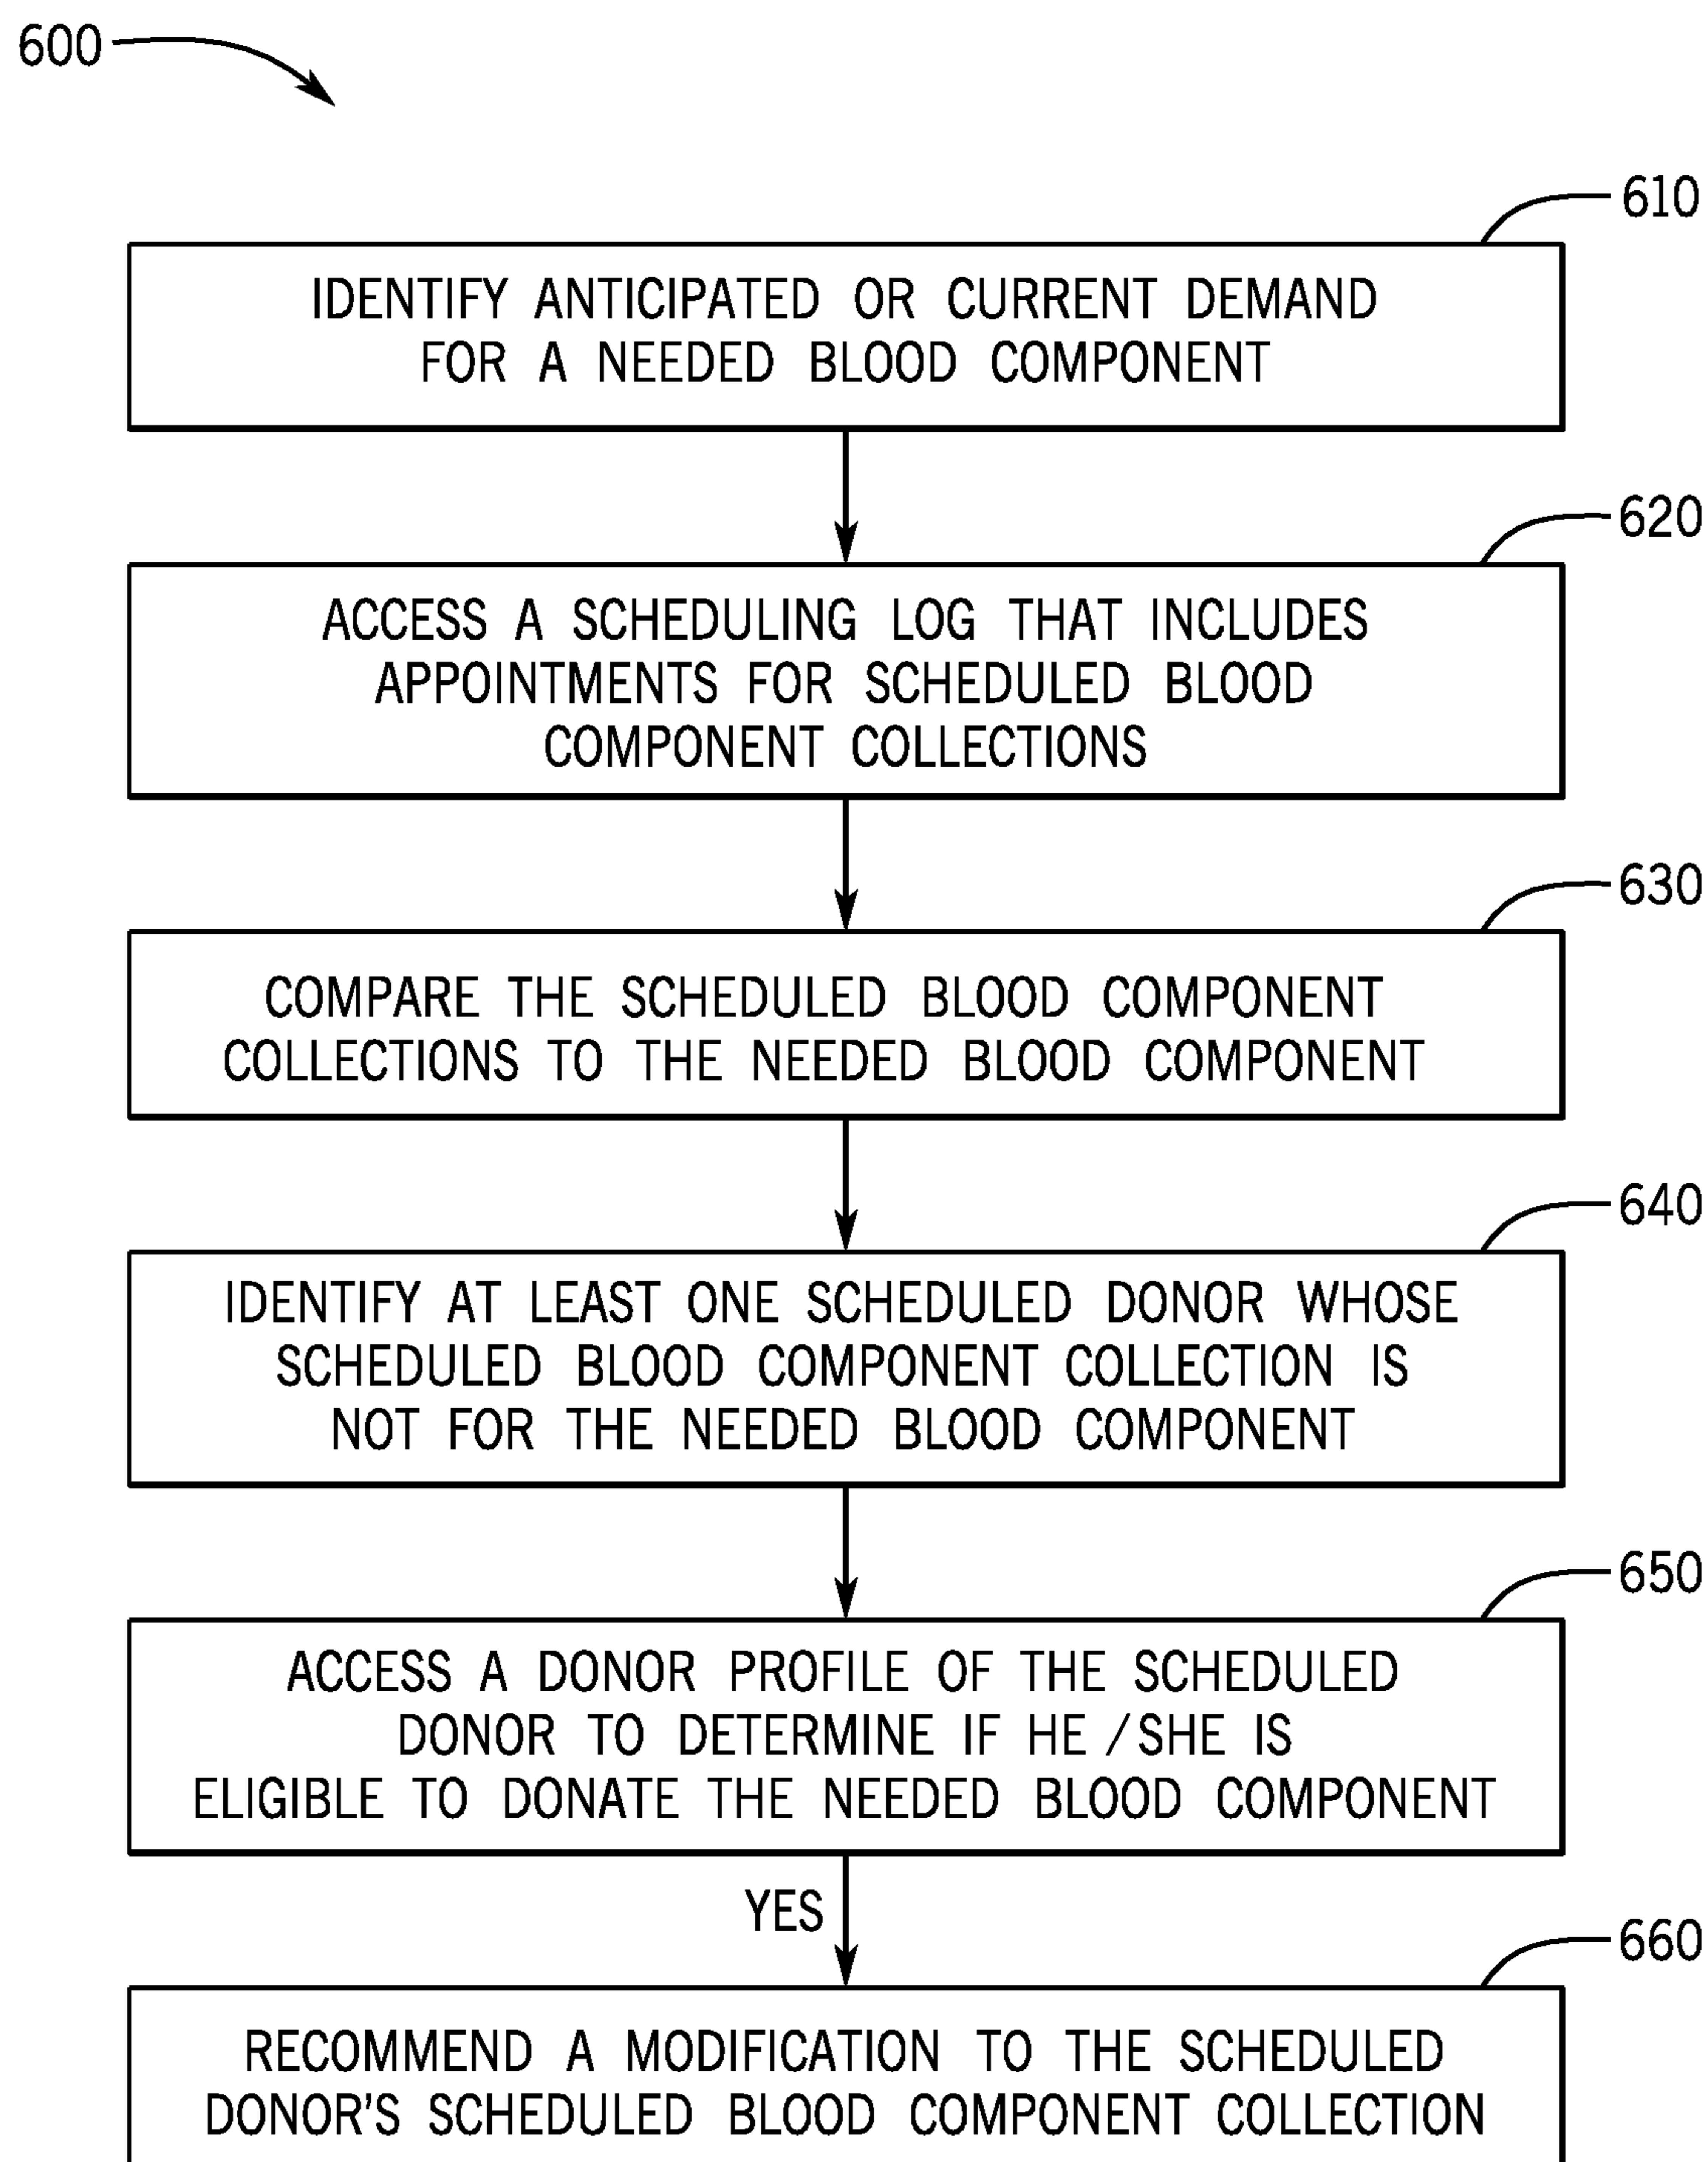 600
610
IDENTIFY ANTICIPATED OR CURRENT DEMAND
FOR A NEEDED BLOOD COMPONENT
620
ACCESS A SCHEDULING LOG THAT INCLUDES
APPOINTMENTS FOR SCHEDULED BLOOD
COMPONENT COLLECTIONS
630
COMPARE THE SCHEDULED BLOOD COMPONENT
COLLECTIONS TO THE NEEDED BLOOD COMPONENT
640
IDENTIFY AT LEAST ONE SCHEDULED DONOR WHOSE
SCHEDULED BLOOD COMPONENT COLLECTION IS
NOT FOR THE NEEDED BLOOD COMPONENT
650
ACCESS A DONOR PROFILE OF THE SCHEDULED
DONOR TO DETERMINE IF HE /SHE IS
ELIGIBLE TO DONATE THE NEEDED BLOOD COMPONENT
YES
660
RECOMMEND A MODIFICATION TO THE SCHEDULED
DONOR'S SCHEDULED BLOOD COMPONENT COLLECTION